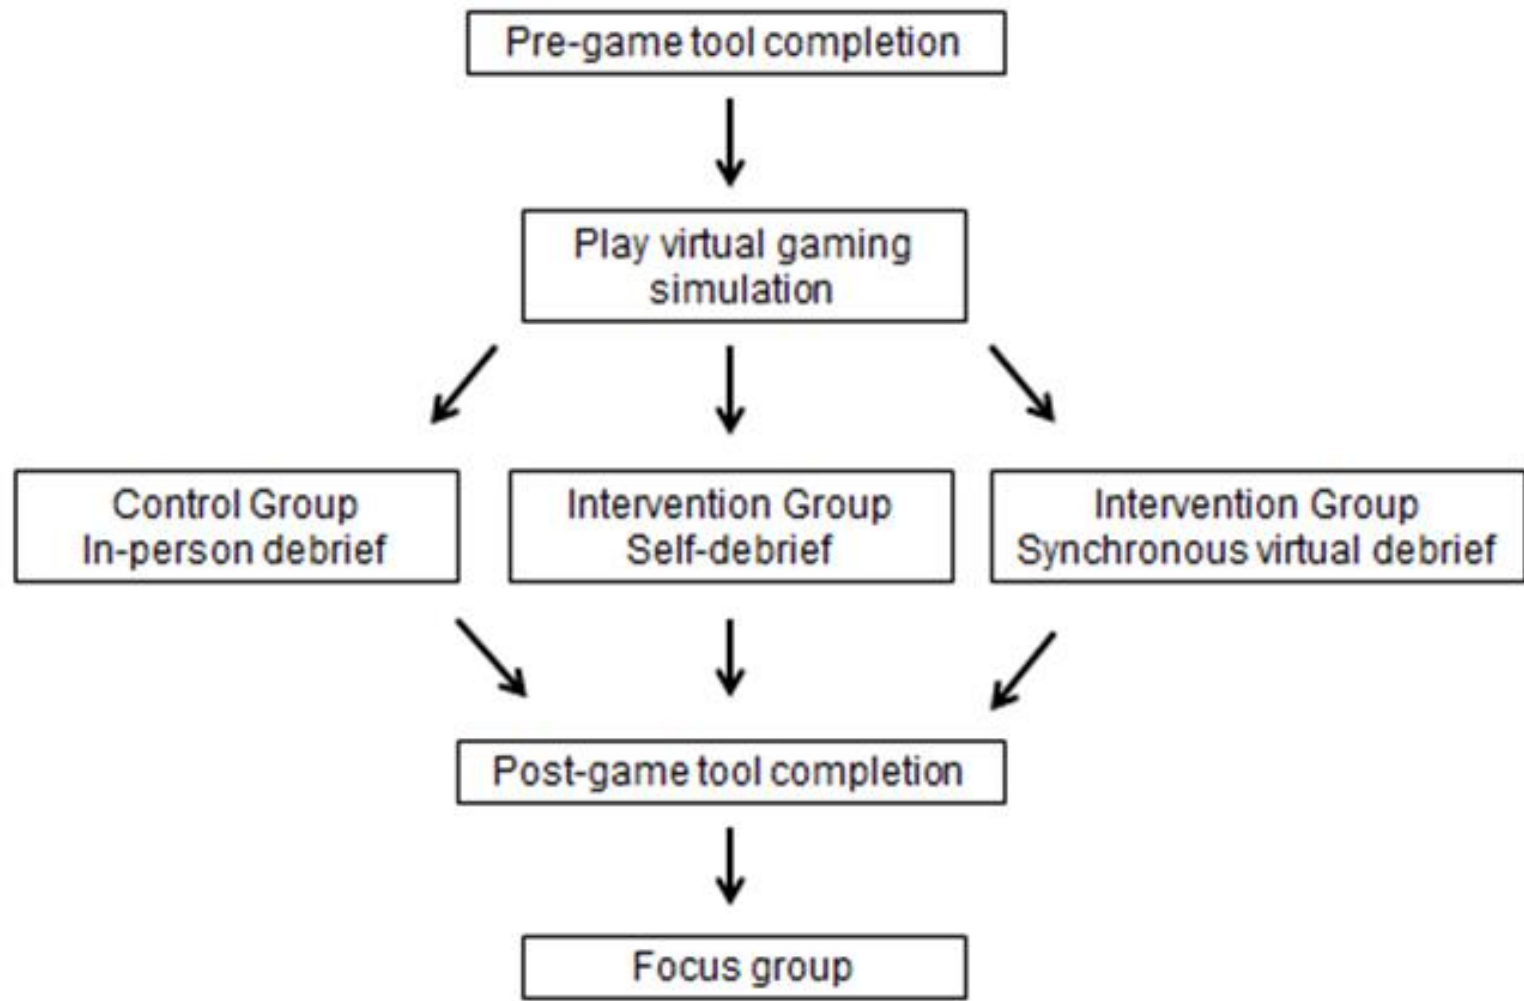 Pre-game tool completion
Play virtual gaming
simulation
Control Group
In-person debrief
Intervention Group
Self-debrief
Intervention Group
Synchronous virtual debrief
Post-game tool completion
Focus group